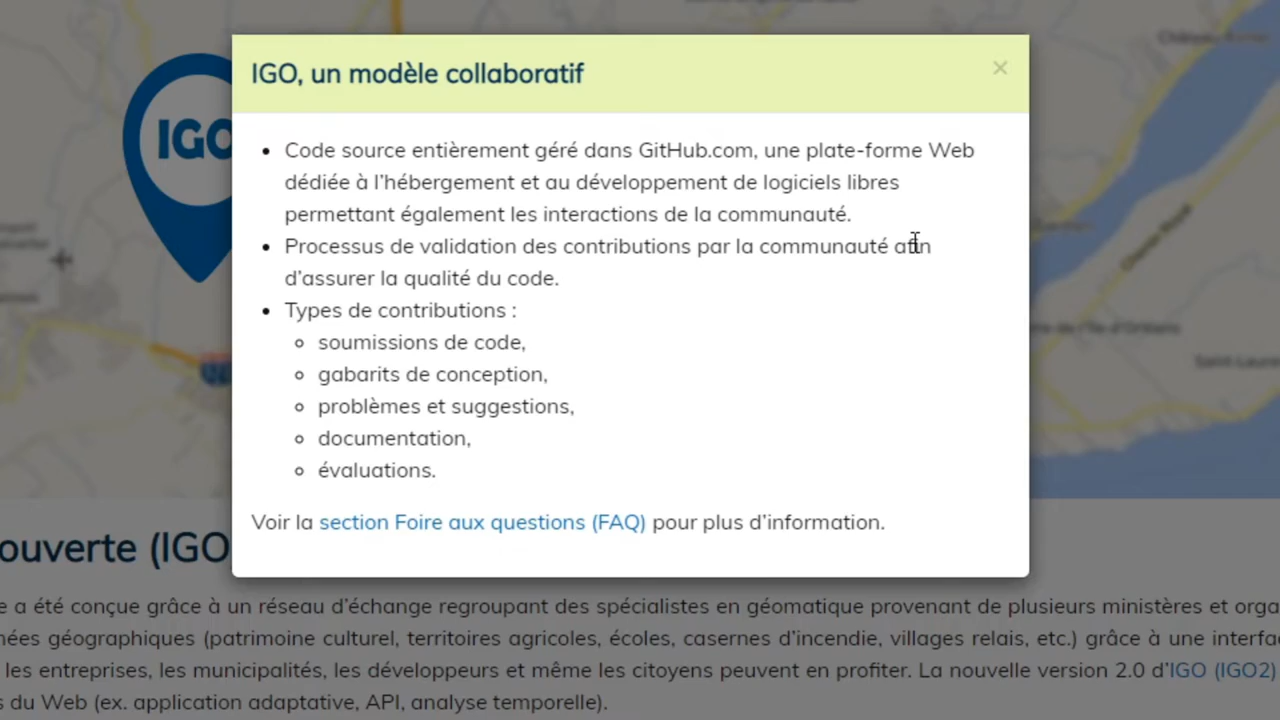 IGO, un modèle collaboratif
×
IGO
• Code source entièrement géré dans GitHub.com, une plate-forme Web
dédiée à l'hébergement et au développement de logiciels libres
permettant également les interactions de la communauté.
• Processus de validation des contributions par la communauté afin
d'assurer la qualité du code.
• Types de contributions :
◦ soumissions de code,
◦ gabarits de conception,
◦ problèmes et suggestions,
◦ documentation,
◦ évaluations.
Voir la section Foire aux questions (FAQ) pour plus d'information.
ouverte (IGO
e a été conçue grâce à un réseau d'échange regroupant des spécialistes en géomatique provenant de plusieurs ministères et orga
nées géographiques (patrimoine culturel, territoires agricoles, écoles, casernes d'incendie, villages relais, etc.) grâce à une interfac
les entreprises, les municipalités, les développeurs et même les citoyens peuvent en profiter. La nouvelle version 2.0 d'IGO (IGO2)
s du Web (ex. application adaptative, API, analyse temporelle).